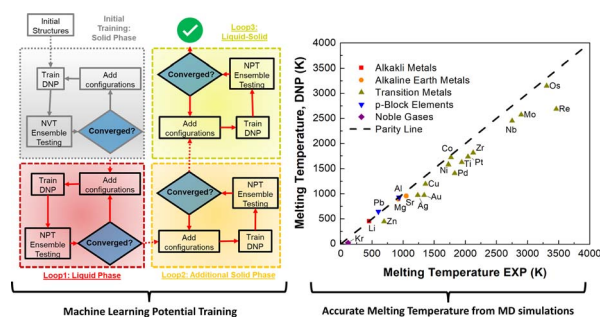 Initial
Structures
Initial
Training:
Solid Phase
Train
DNP
Add
configurations
NVT
Ensemble
Testing
Converged?
Train
DNP
Add
configurations
NPT
Ensemble
Testing
Converged?
Loop1: Liquid Phase
Loop3:
Liquid-Solid
Converged?
NPT
Ensemble
Testing
Add
configurations
Train
DNP
Converged?
NPT
Ensemble
Testing
Add
configurations
Train
DNP
Loop2: Additional Solid Phase
Machine Learning Potential Training
Melting Temperature, DNP (K)
4000
3500
3000
2500
2000
1500
1000
500
0
Alkakli Metals
Alkaline Earth Metals
Transition Metals
p-Block Elements
Noble Gases
Parity Line
Os
Re
Mo
Nb
Co
Zr
Ti
Pt
Ni
Pd
Cu
Al
Pb
Mg
Sr
Au
Ag
Li
Zn
Kr
0 500 1000 1500 2000 2500 3000 3500 4000
Melting Temperature EXP (K)
Accurate Melting Temperature from MD simulations